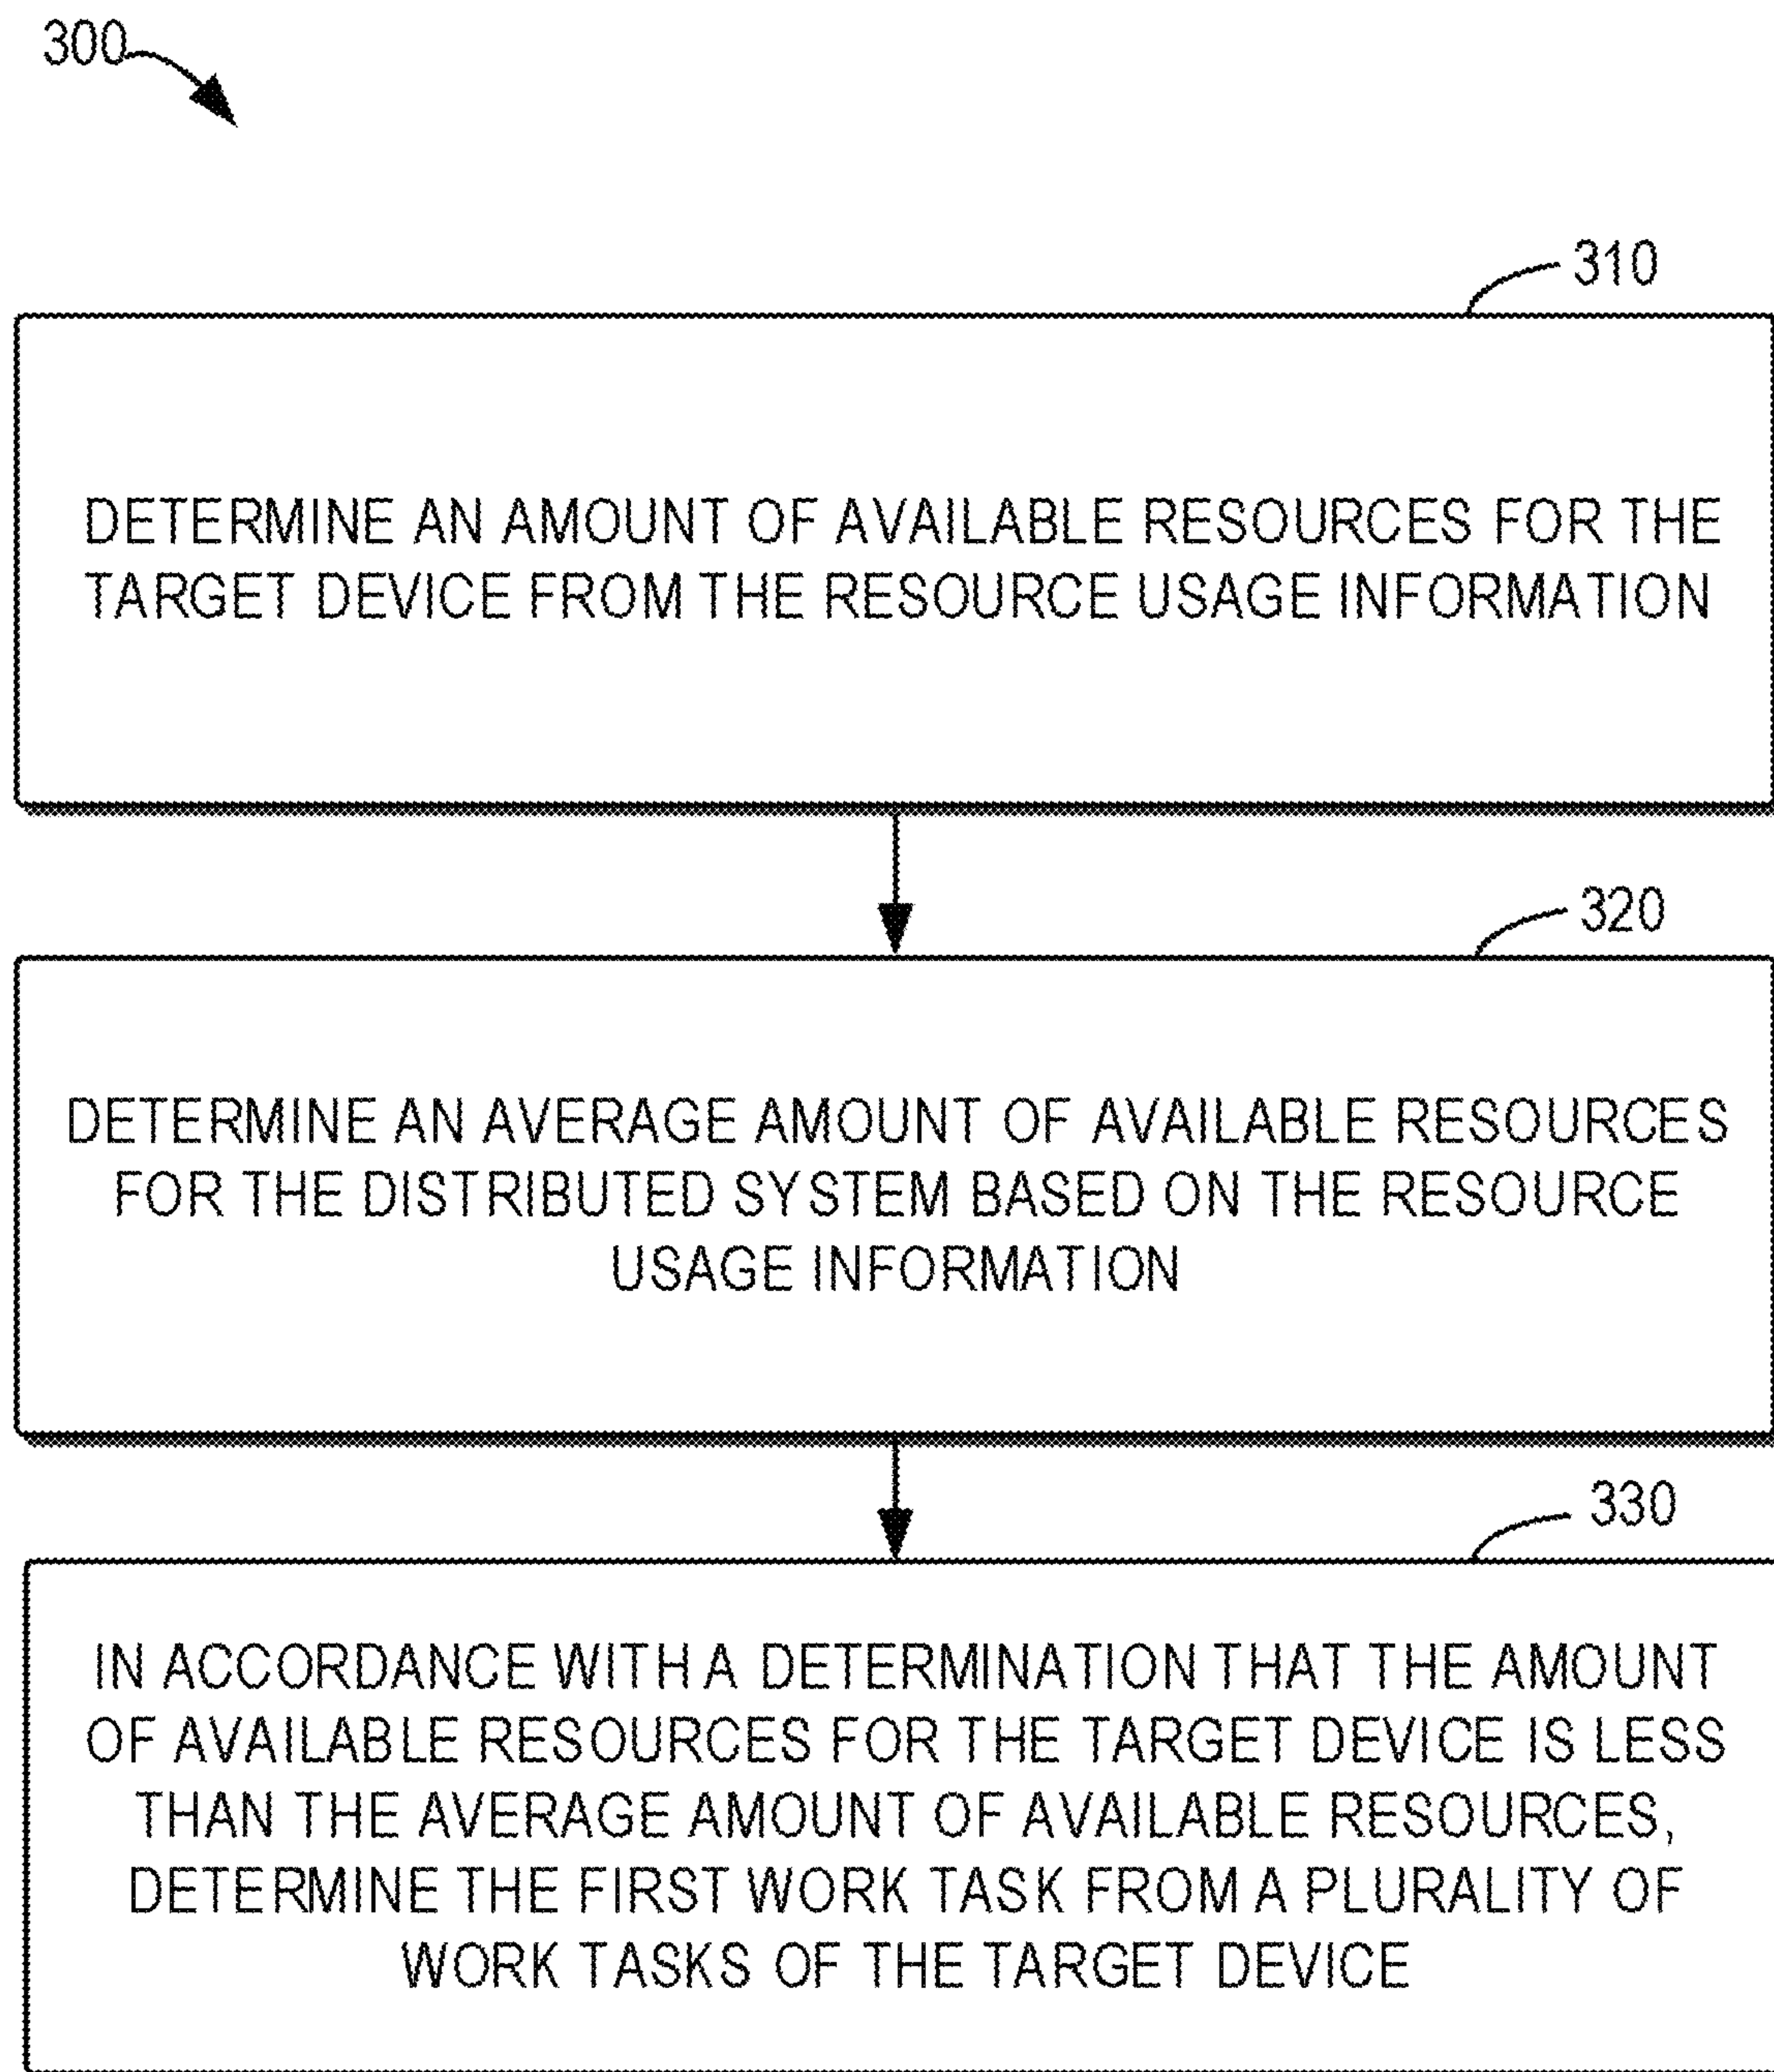 300
310
DETERMINE AN AMOUNT OF AVAILABLE RESOURCES FOR THE
TARGET DEVICE FROM THE RESOURCE USAGE INFORMATION
320
DETERMINE AN AVERAGE AMOUNT OF AVAILABLE RESOURCES
FOR THE DISTRIBUTED SYSTEM BASED ON THE RESOURCE
USAGE INFORMATION
330
IN ACCORDANCE WITH A DETERMINATION THAT THE AMOUNT
OF AVAILABLE RESOURCES FOR THE TARGET DEVICE IS LESS
THAN THE AVERAGE AMOUNT OF AVAILABLE RESOURCES,
DETERMINE THE FIRST WORK TASK FROM A PLURALITY OF
WORK TASKS OF THE TARGET DEVICE